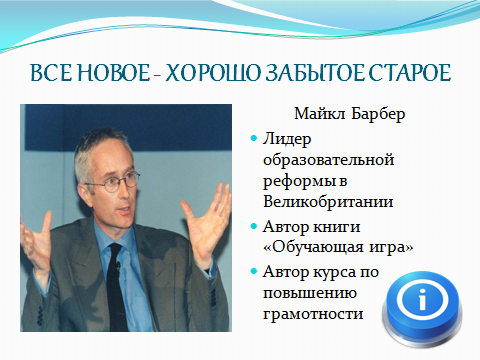 ВСЕ НОВОЕ - ХОРОШО ЗАБЫТОЕ СТАРОЕ
Майкл Барбер
Лидер
образовательной
реформы в
Великобритании
Автор книги
«Обучающая игра»
Автор курса по
повышению
грамотности
i